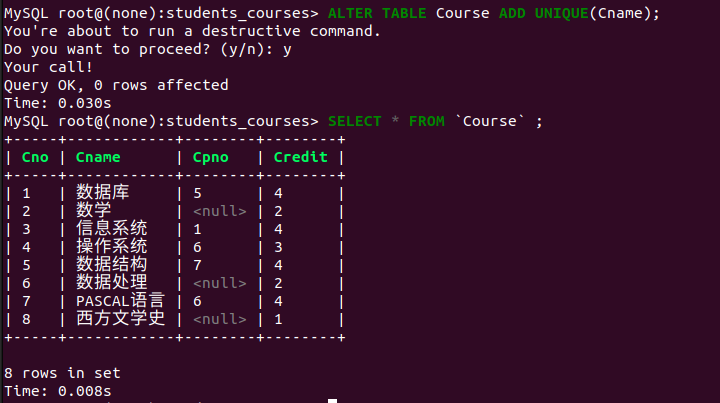 MySQL root@(none):students_courses> ALTER TABLE Course ADD UNIQUE(Cname);
You're about to run a destructive command.
Do you want to proceed? (y/n): y
Your call!
Query OK, 0 rows affected
Time: 0.030s
MySQL root@(none):students_courses> SELECT * FROM `Course` ;
+-----+------------+--------+--------+
| Cno | Cname      | Cpno   | Credit |
+-----+------------+--------+--------+
| 1   | 数据库     | 5      | 4      |
| 2   | 数学       | <null> | 2      |
| 3   | 信息系统   | 1      | 4      |
| 4   | 操作系统   | 6      | 3      |
| 5   | 数据结构   | 7      | 4      |
| 6   | 数据处理   | <null> | 2      |
| 7   | PASCAL语言 | 6      | 4      |
| 8   | 西方文学史 | <null> | 1      |
+-----+------------+--------+--------+
8 rows in set
Time: 0.008s